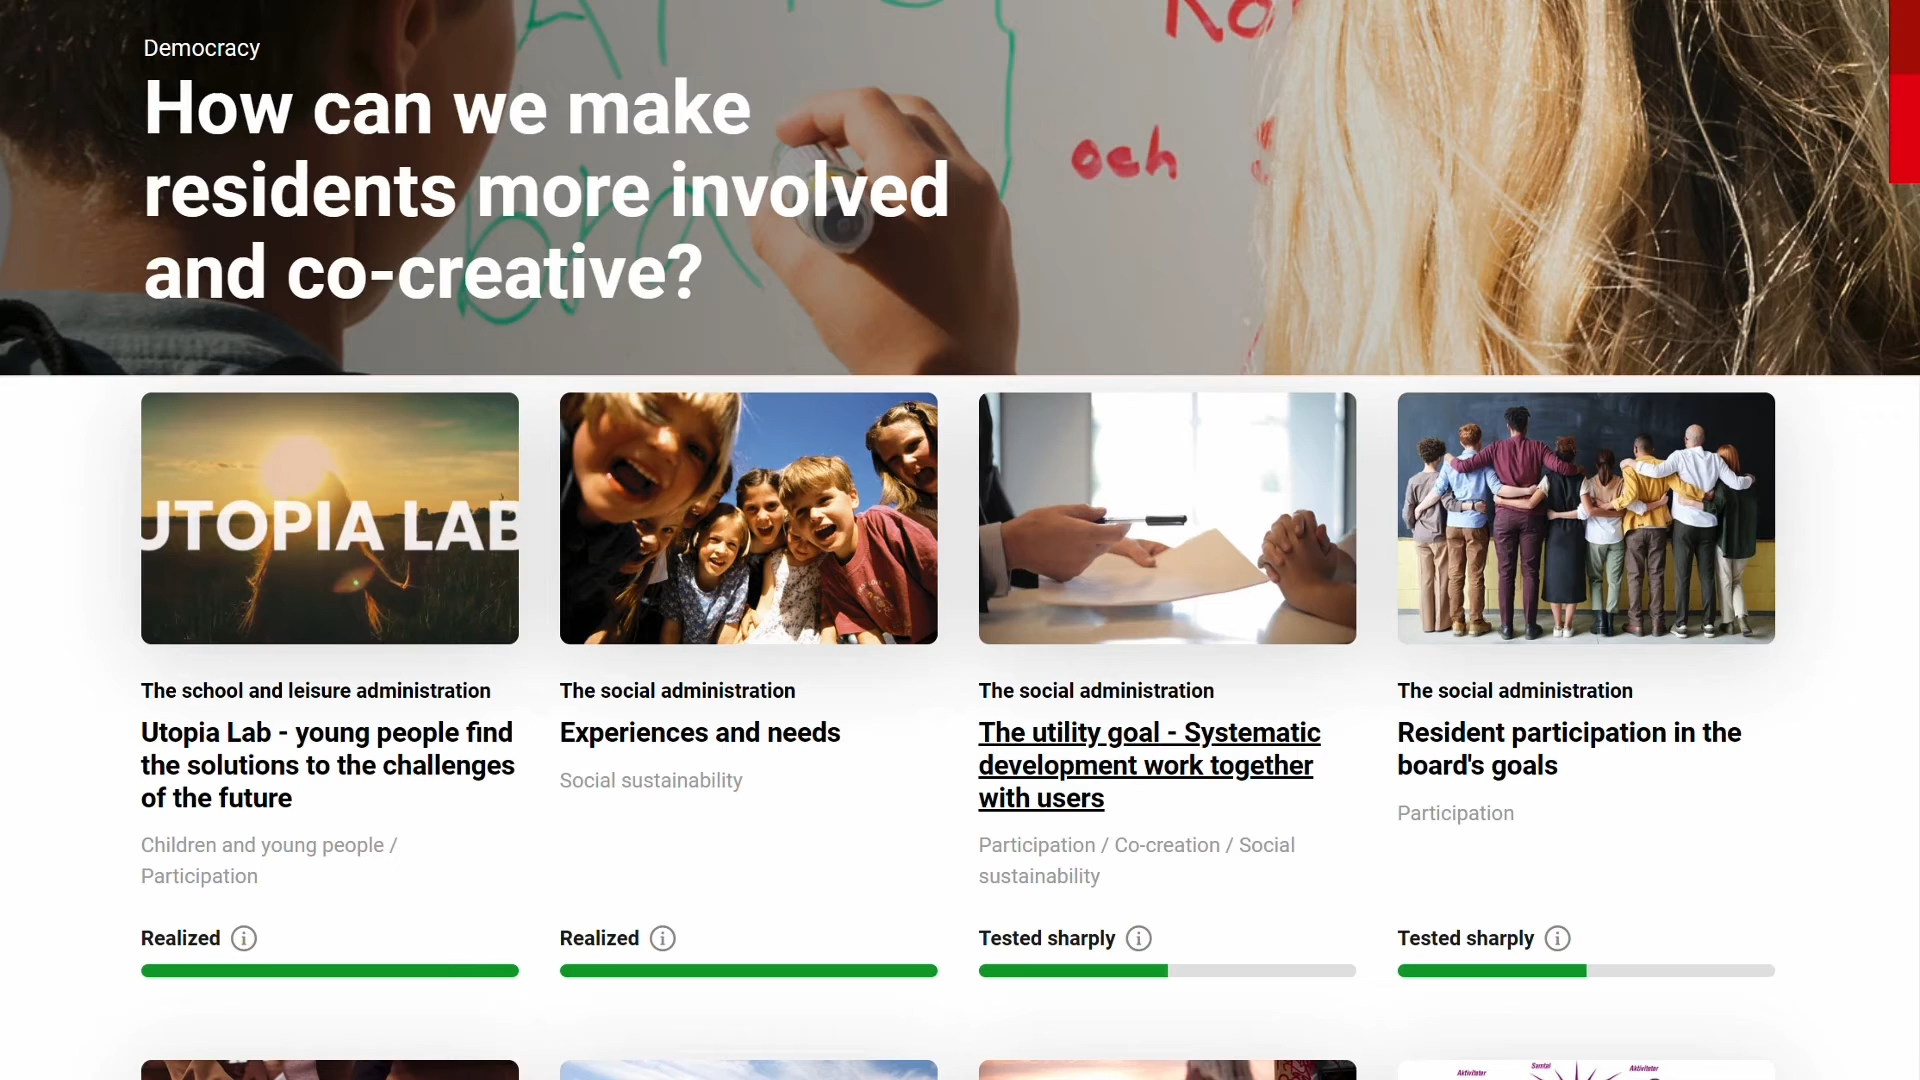 Democracy
How can we make
residents more involved
and co-creative?
och
UTOPIA LAB
The school and leisure administration
Utopia Lab - young people find
the solutions to the challenges
of the future
Children and young people /
Participation
Realized
The social administration
Experiences and needs
Social sustainability
Realized
The social administration
The utility goal - Systematic
development work together
with users
Participation / Co-creation / Social
sustainability
Tested sharply
The social administration
Resident participation in the
board's goals
Participation
Tested sharply
Aktiviteter
Samtal
Aktiviteter